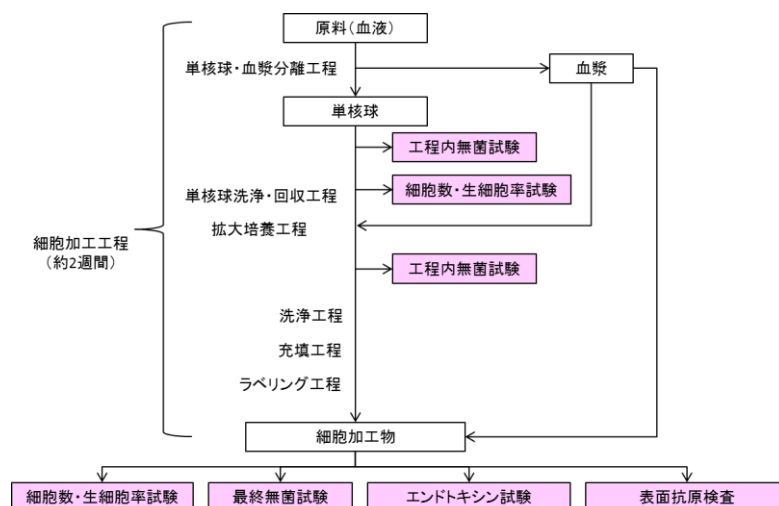 原料(血液)
単核球・血漿分離工程
血漿
単核球
工程内無菌試験
単核球洗浄・回収工程
細胞数・生細胞率試験
拡大培養工程
細胞加工工程
(約2週間)
工程内無菌試験
洗浄工程
充填工程
ラベリング工程
細胞加工物
細胞数・生細胞率試験
最終無菌試験
エンドトキシン試験
表面抗原検査